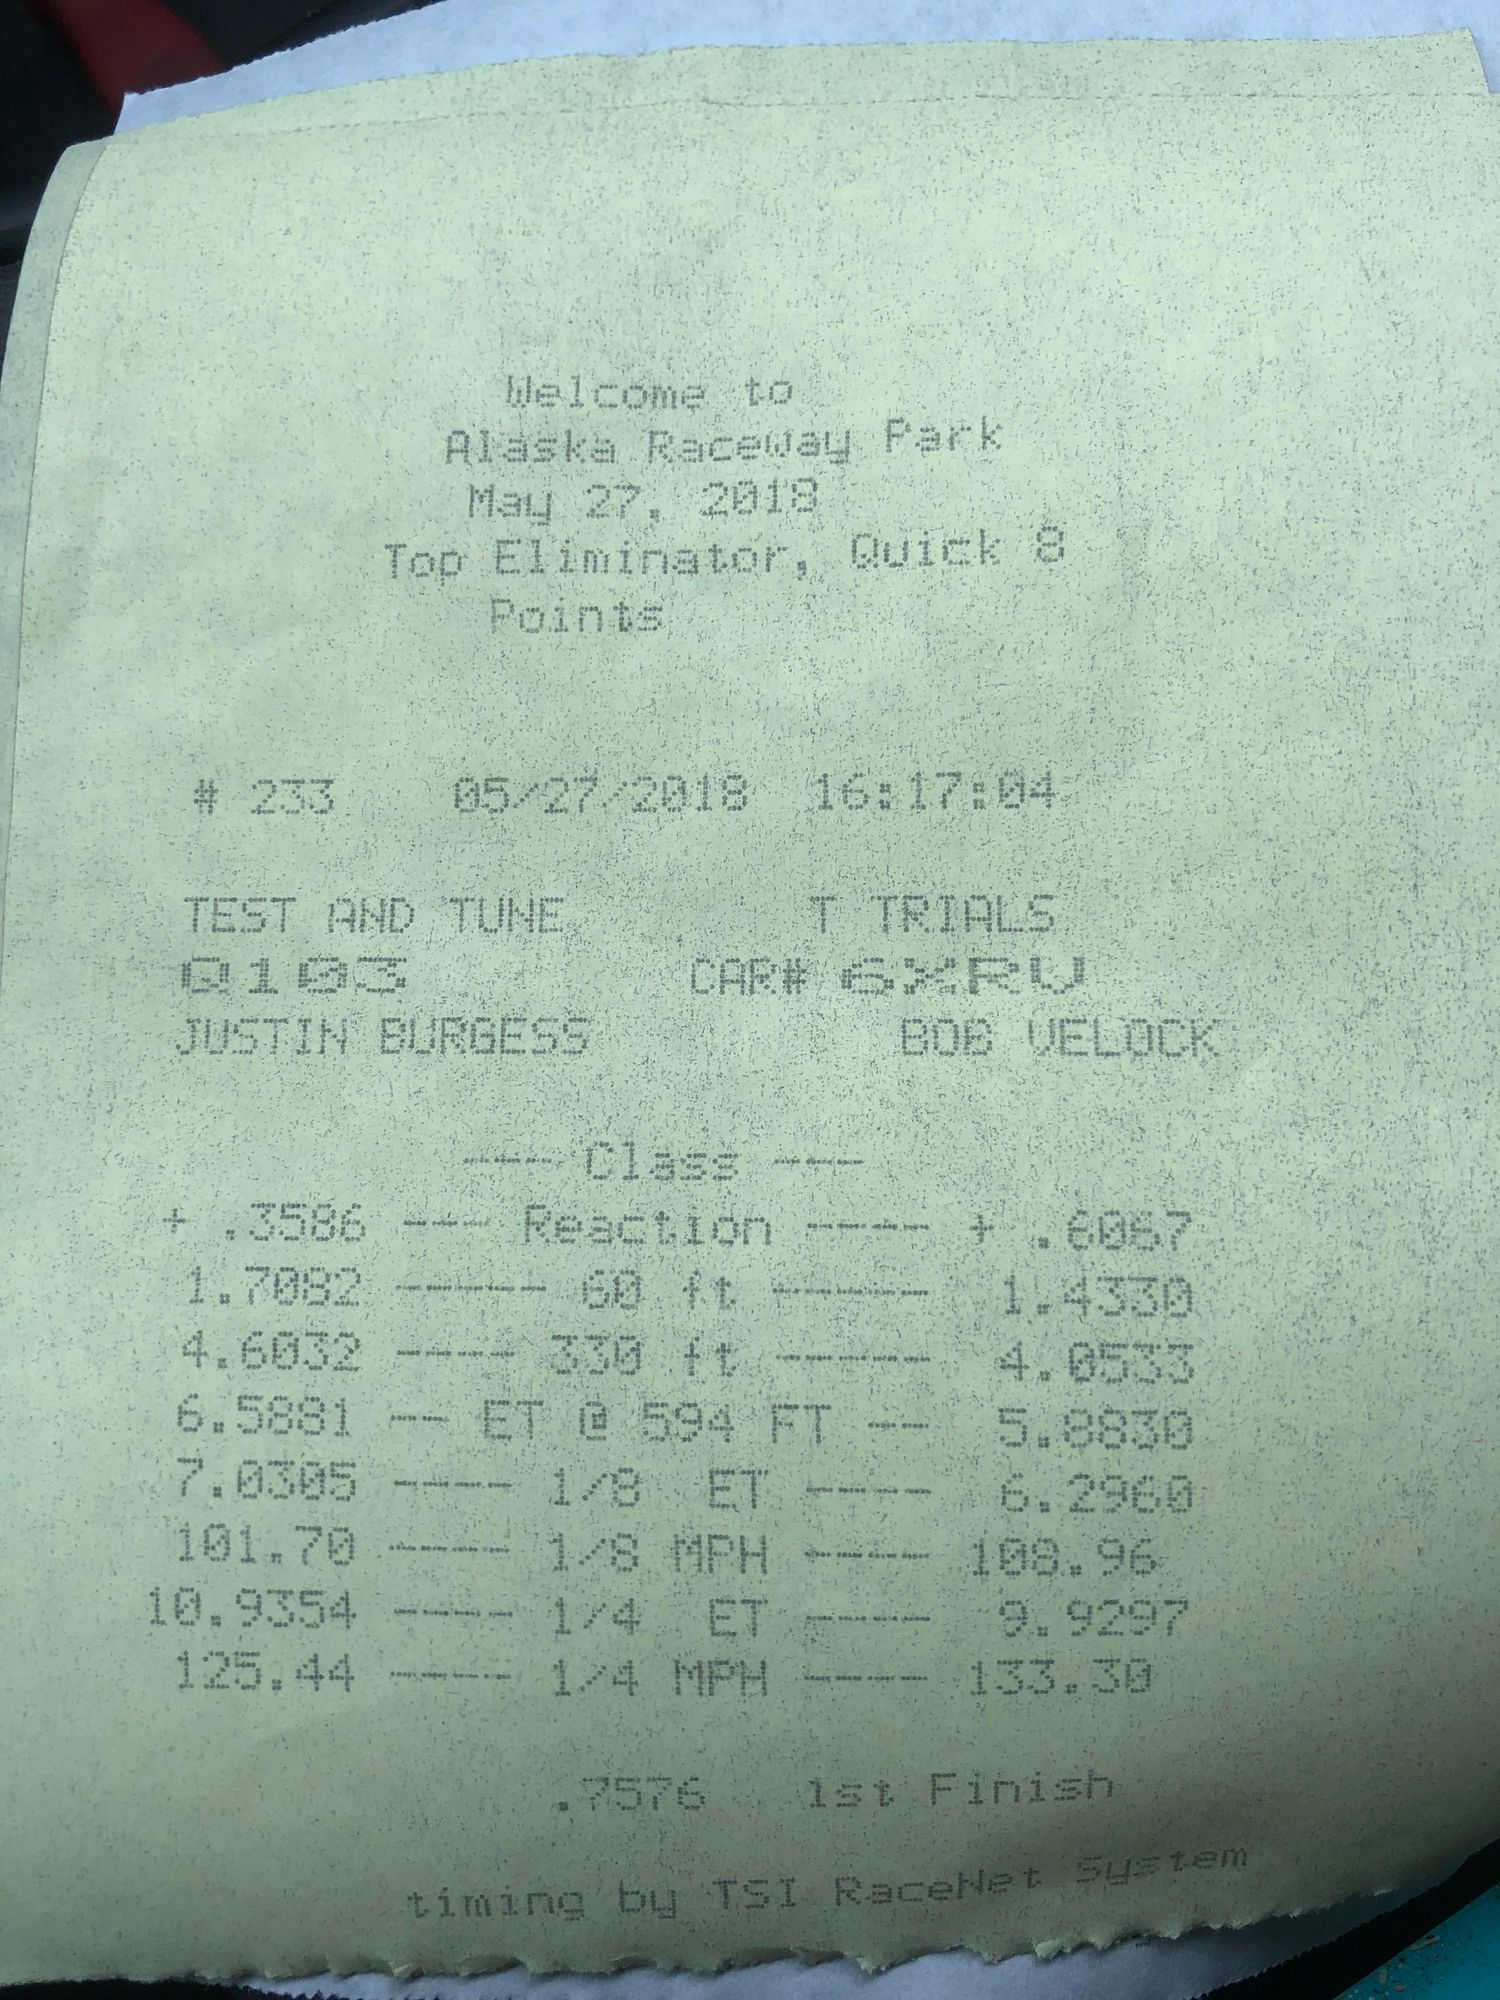 Welcome to
Alaska Raceway Park
May 27, 2018
Top Eliminator, Quick 8
Points
# 233 05/27/2018 16:17:04
TEST AND TUNE T TRIALS
Q103 CAR# 6XRV
JUSTIN BURGESS BOB VELOCK
--- Class ---
+ .3586 --- Reaction ---- + .6067
1.7082 ----- 60 ft ----- 1.4330
4.6032 ---- 330 ft ----- 4.0533
6.5881 -- ET @ 594 FT -- 5.8830
7.0305 ---- 1/8 ET ---- 6.2960
101.70 ---- 1/8 MPH ---- 108.96
10.9354 ---- 1/4 ET ---- 9.9297
125.44 ---- 1/4 MPH ---- 133.30
.7576 1st Finish
timing by TSI RaceNet System